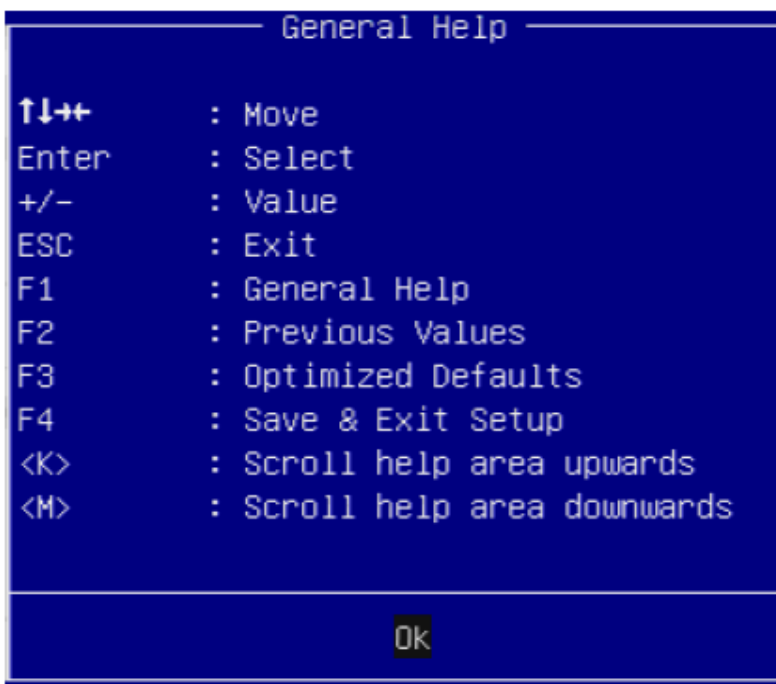 General Help
↑↓→← : Move
Enter : Select
+/- : Value
ESC : Exit
F1 : General Help
F2 : Previous Values
F3 : Optimized Defaults
F4 : Save & Exit Setup
<K> : Scroll help area upwards
<M> : Scroll help area downwards
Ok